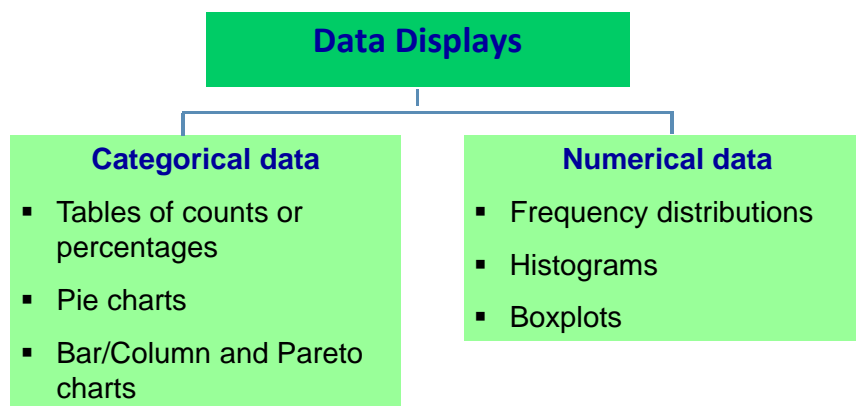 Data Displays
Categorical data
▪ Tables of counts or
percentages
▪ Pie charts
▪ Bar/Column and Pareto
charts
Numerical data
▪ Frequency distributions
▪ Histograms
▪ Boxplots